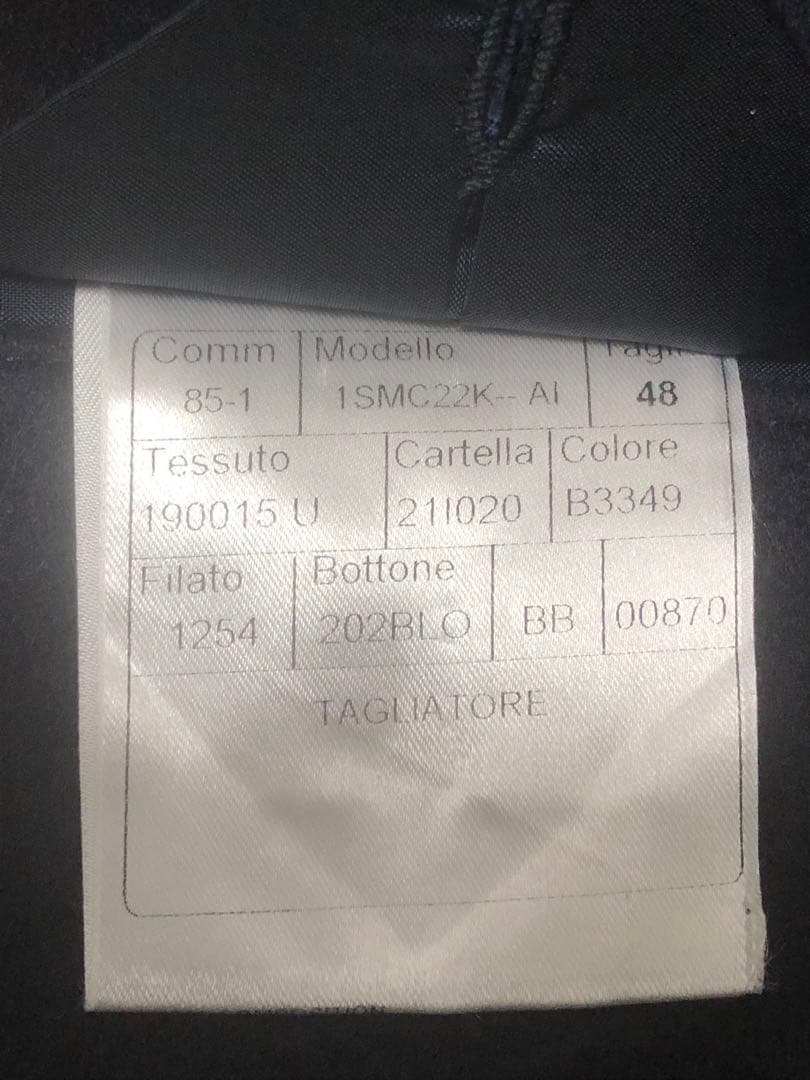 Comm Modello
85-1 1SMC22K-- AI 48
Tessuto Cartella Colore
190015 U 211020 B3349
Filato Bottone
1254 202BLO BB 00870
TAGLIATORE